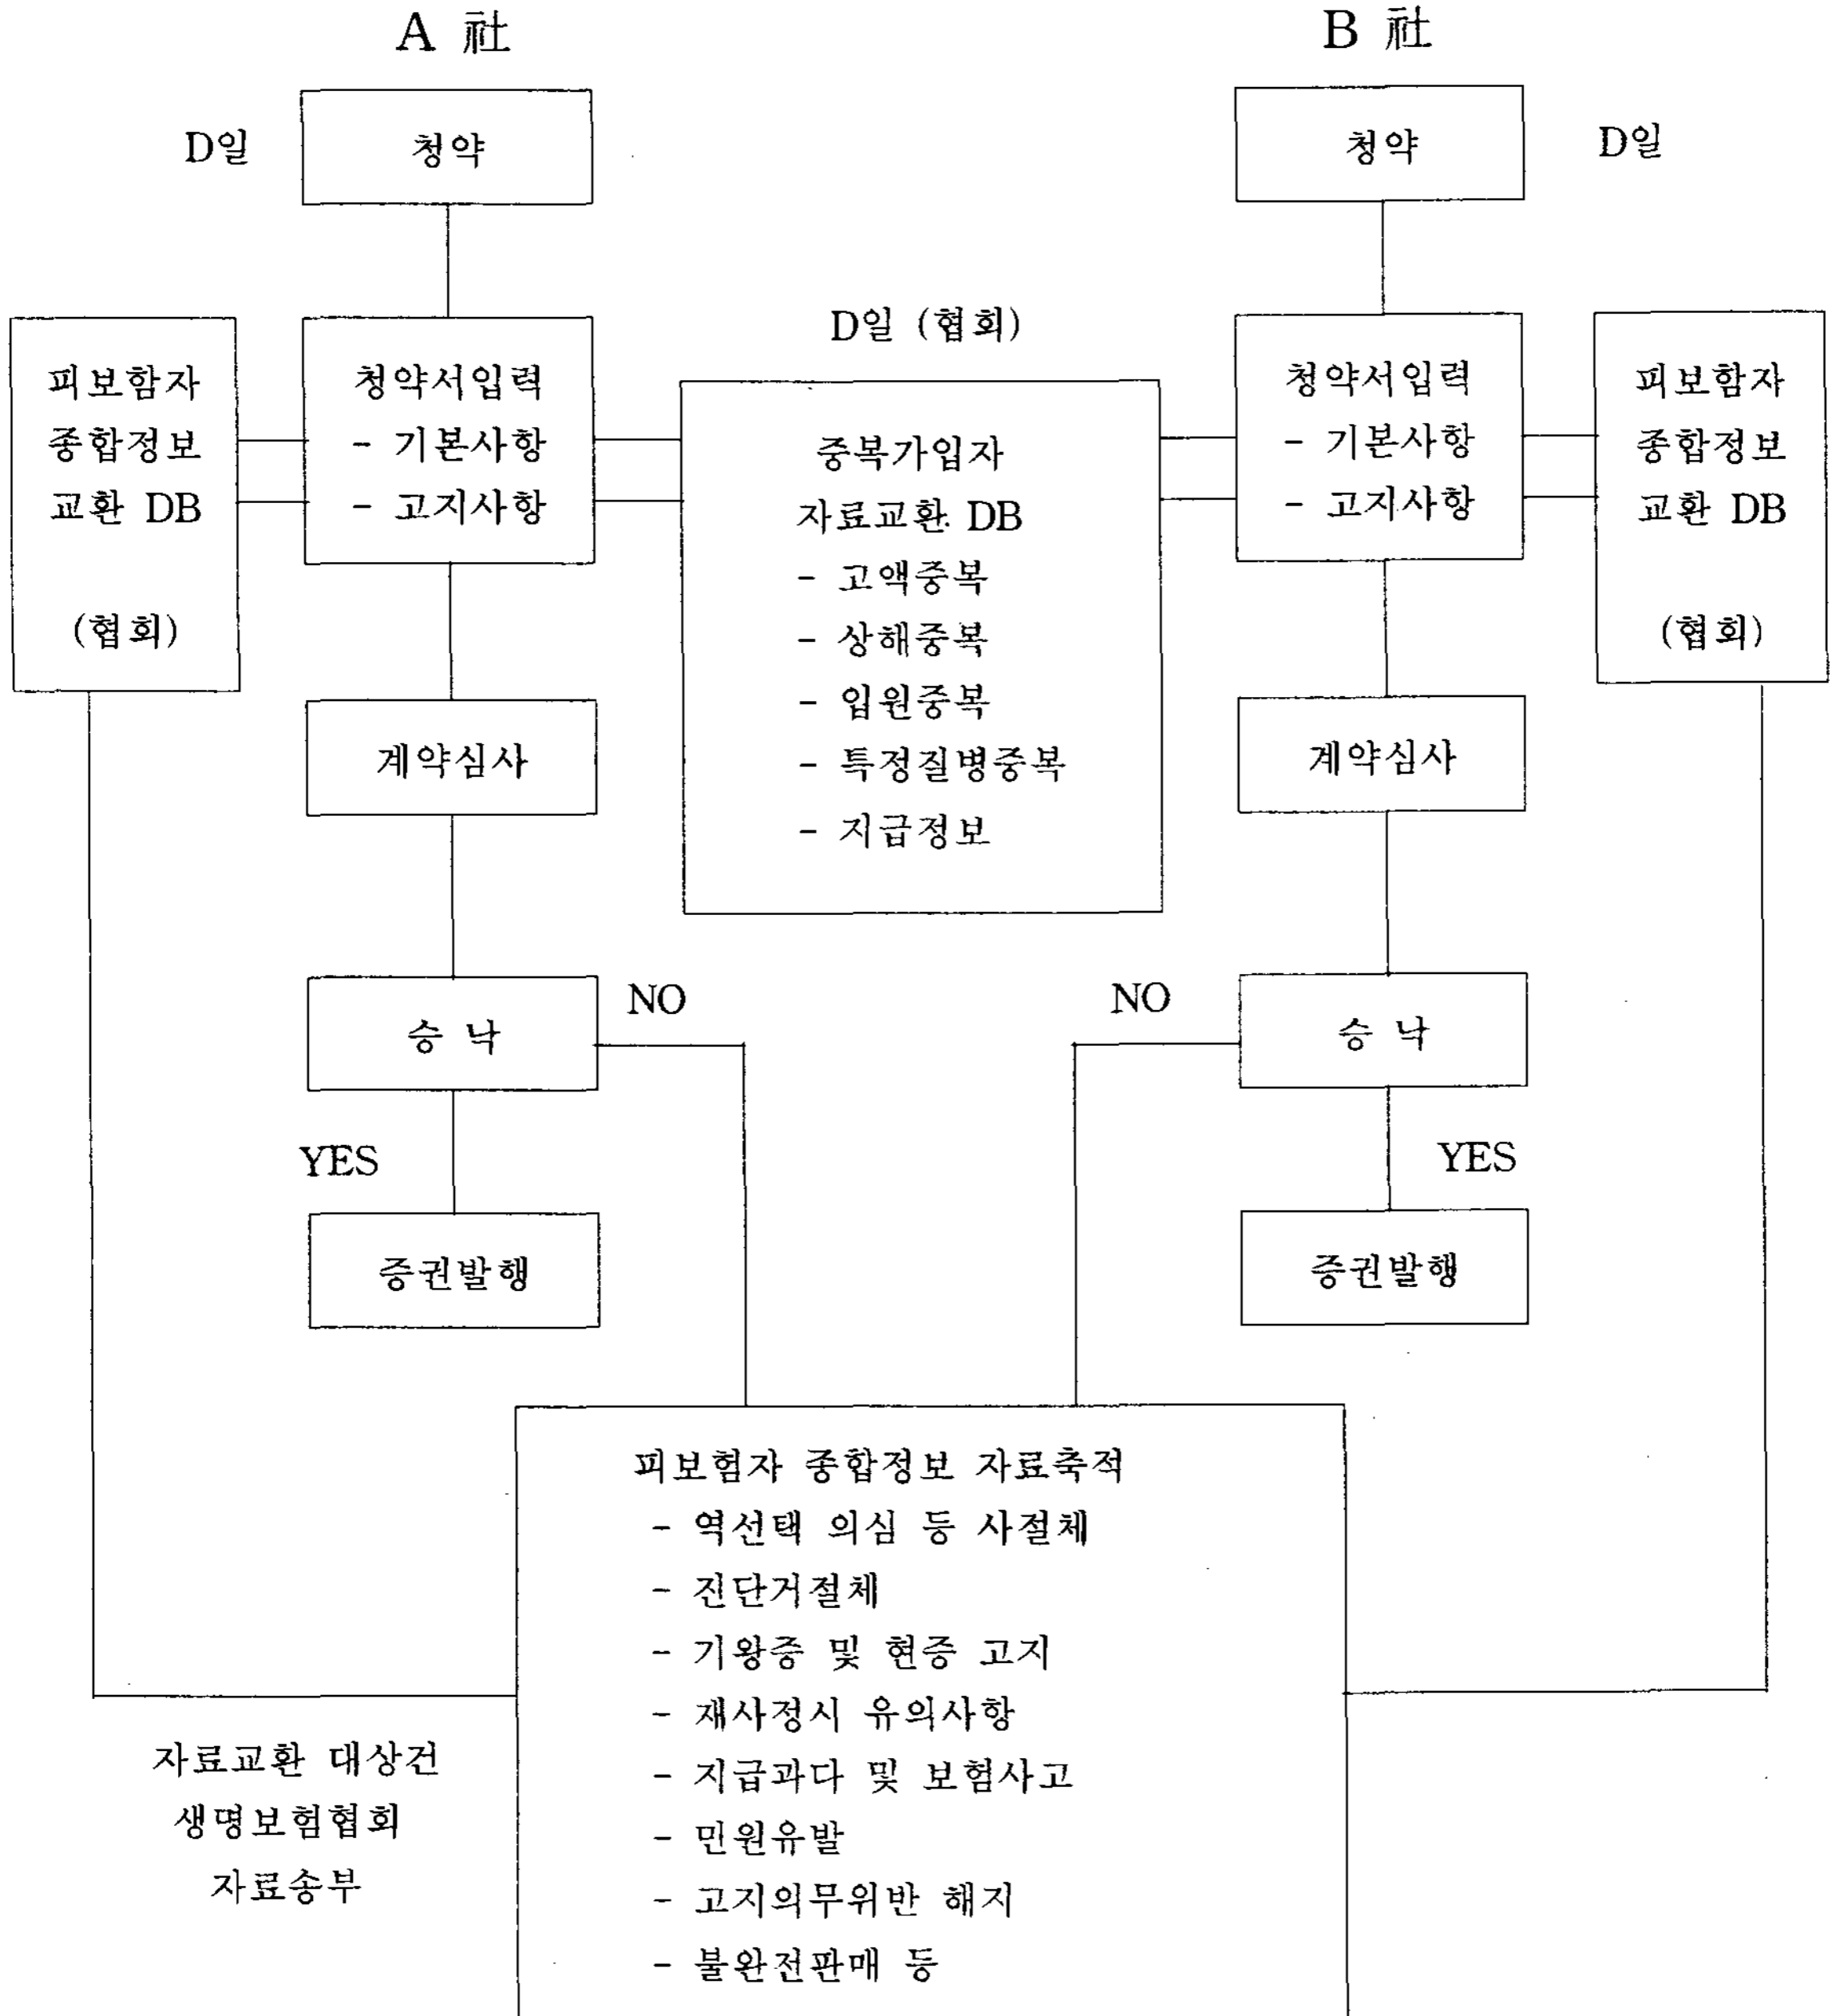 A 社
B 社
D일
청약
청약
D일
D일 (협회)
피보함자
종합정보
교환 DB
(협회)
청약서입력
- 기본사항
- 고지사항
중복가입자
자료교환 DB
- 고액중복
- 상해중복
- 입원중복
- 특정질병중복
- 지급정보
청약서입력
- 기본사항
- 고지사항
피보함자
종합정보
교환 DB
(협회)
계약심사
계약심사
승 낙
NO
NO
승 낙
YES
YES
증권발행
증권발행
피보험자 종합정보 자료축적
- 역선택 의심 등 사절체
- 진단거절체
- 기왕증 및 현증 고지
- 재사정시 유의사항
- 지급과다 및 보험사고
- 민원유발
- 고지의무위반 해지
- 불완전판매 등
자료교환 대상건
생명보험협회
자료송부